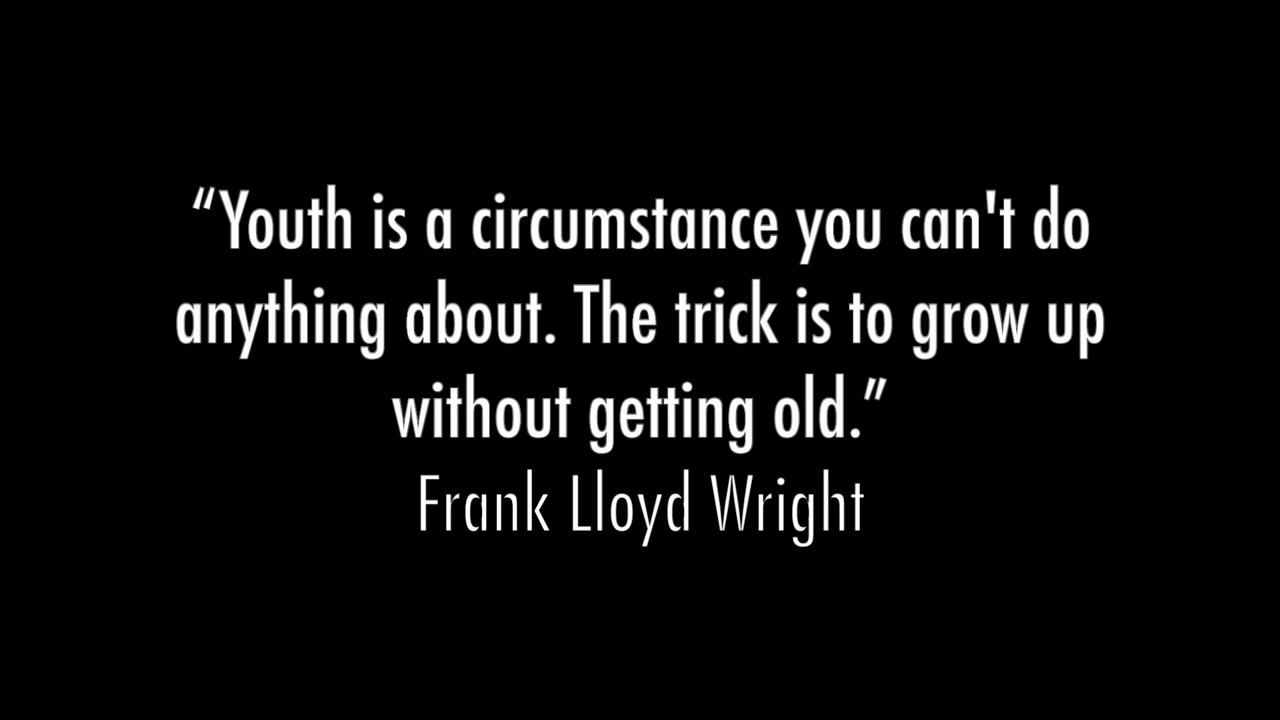 “Youth is a circumstance you can't do
anything about. The trick is to grow up
without getting old.”
Frank Lloyd Wright